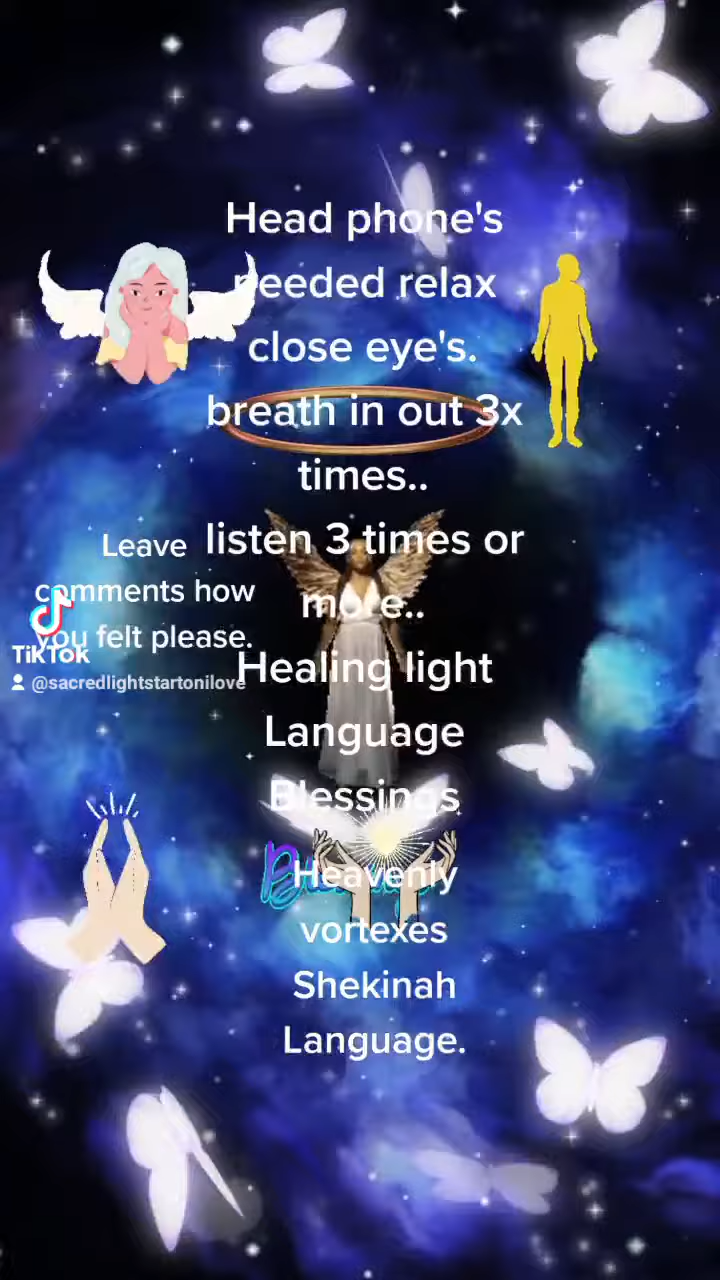 Head phone's
needed relax
close eye's.
breath in out 3x
times..
listen 3 times or
more..
Healing light
Language
Blessings
Heavenly
vortexes
Shekinah
Language.
Leave
comments how
you felt please.
TikTok
@sacredlightstartonilove